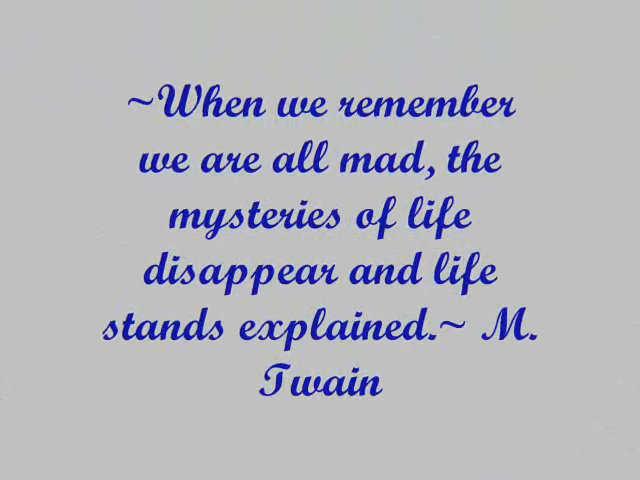 ~When we remember
we are all mad, the
mysteries of life
disappear and life
stands explained.~ M.
Twain